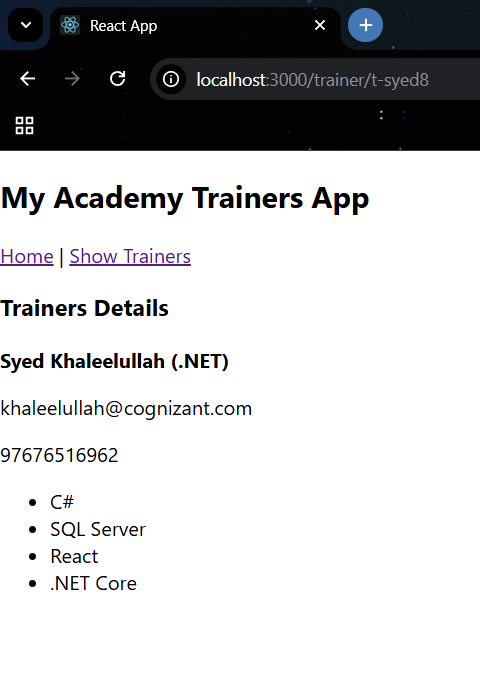 React App
localhost:3000/trainer/t-syed8
My Academy Trainers App
Home | Show Trainers
Trainers Details
Syed Khaleelullah (.NET)
khaleelullah@cognizant.com
97676516962
C#
SQL Server
React
.NET Core